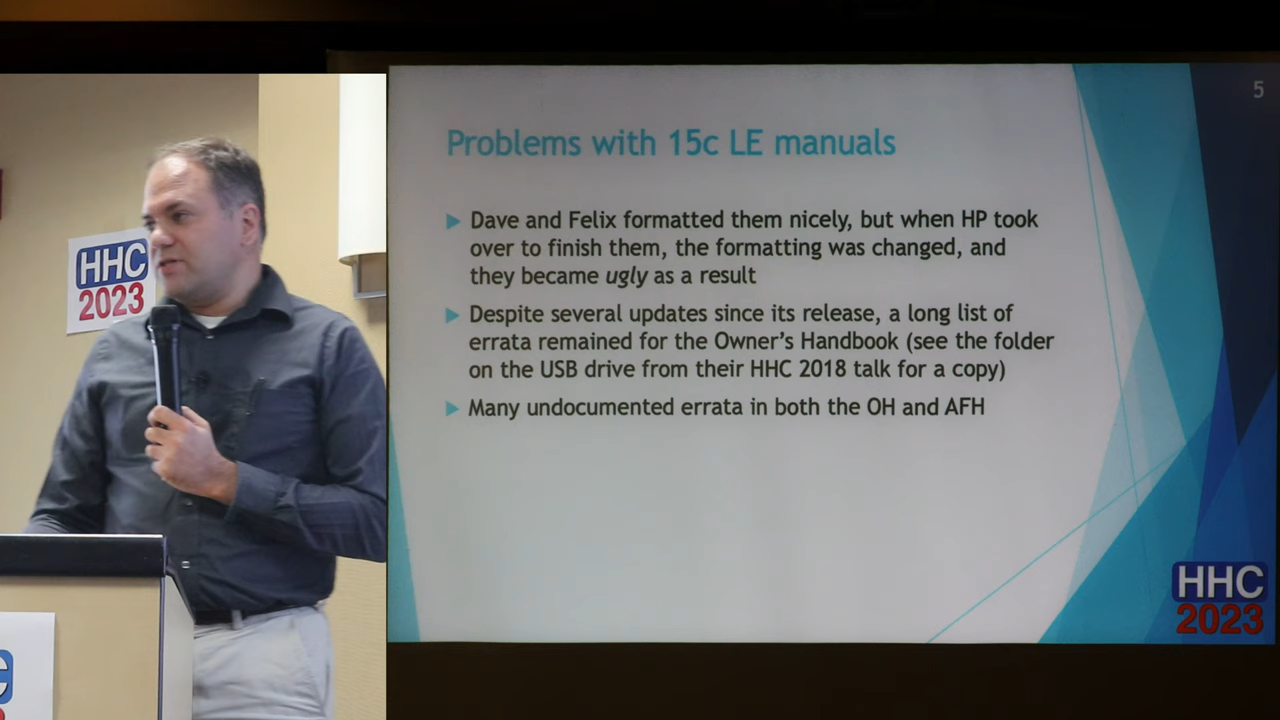 HHC
2023
5
Problems with 15c LE manuals
Dave and Felix formatted them nicely, but when HP took
over to finish them, the formatting was changed, and
they became ugly as a result
Despite several updates since its release, a long list of
errata remained for the Owner's Handbook (see the folder
on the USB drive from their HHC 2018 talk for a copy)
Many undocumented errata in both the OH and AFH
HHC
2023
C